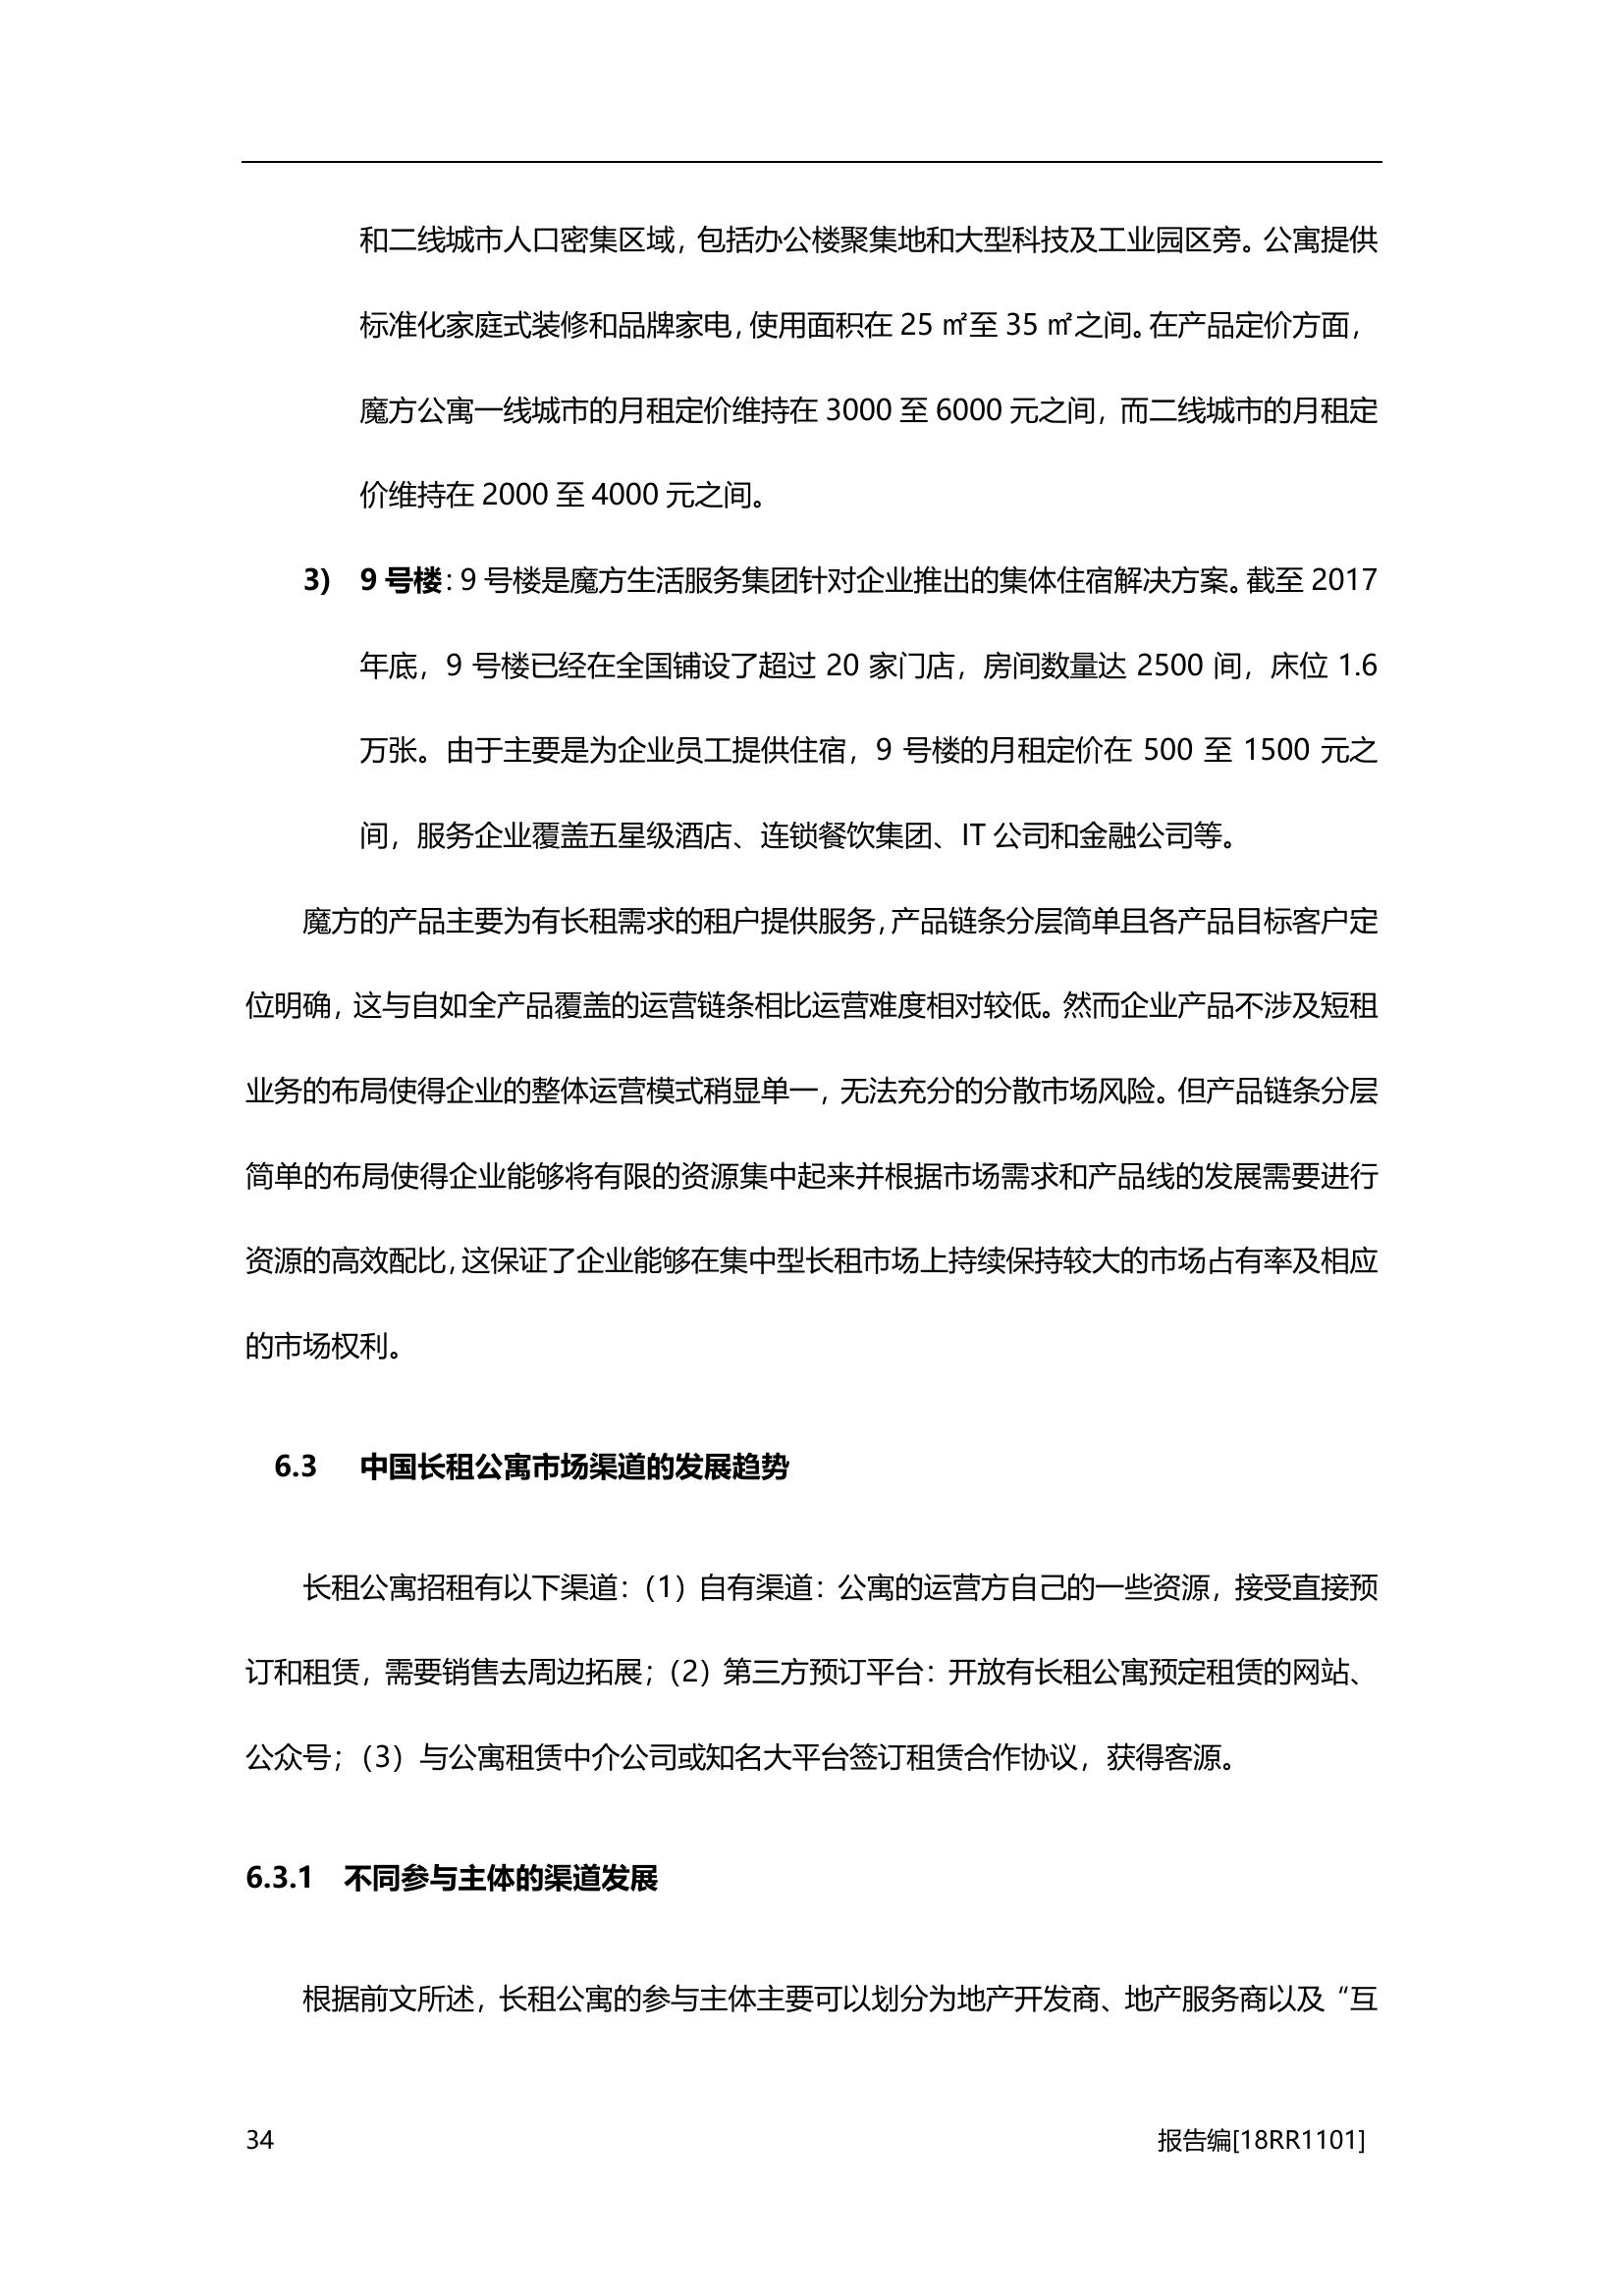 和二线城市人口密集区域，包括办公楼聚集地和大型科技及工业园区旁。公寓提供
标准化家庭式装修和品牌家电，使用面积在 25 ㎡至 35 ㎡之间。在产品定价方面，
魔方公寓一线城市的月租定价维持在 3000 至 6000 元之间，而二线城市的月租定
价维持在 2000 至 4000 元之间。
3) 9 号楼：9 号楼是魔方生活服务集团针对企业推出的集体住宿解决方案。截至 2017
年底，9 号楼已经在全国铺设了超过 20 家门店，房间数量达 2500 间，床位 1.6
万张。由于主要是为企业员工提供住宿，9 号楼的月租定价在 500 至 1500 元之
间，服务企业覆盖五星级酒店、连锁餐饮集团、IT 公司和金融公司等。
魔方的产品主要为有长租需求的租户提供服务，产品链条分层简单且各产品目标客户定
位明确，这与自如全产品覆盖的运营链条相比运营难度相对较低。然而企业产品不涉及短租
业务的布局使得企业的整体运营模式稍显单一，无法充分的分散市场风险。但产品链条分层
简单的布局使得企业能够将有限的资源集中起来并根据市场需求和产品线的发展需要进行
资源的高效配比，这保证了企业能够在集中型长租市场上持续保持较大的市场占有率及相应
的市场权利。
6.3 中国长租公寓市场渠道的发展趋势
长租公寓招租有以下渠道：（1）自有渠道：公寓的运营方自己的一些资源，接受直接预
订和租赁，需要销售去周边拓展；（2）第三方预订平台：开放有长租公寓预定租赁的网站、
公众号；（3）与公寓租赁中介公司或知名大平台签订租赁合作协议，获得客源。
6.3.1 不同参与主体的渠道发展
根据前文所述，长租公寓的参与主体主要可以划分为地产开发商、地产服务商以及“互
34 报告编[18RR1101]